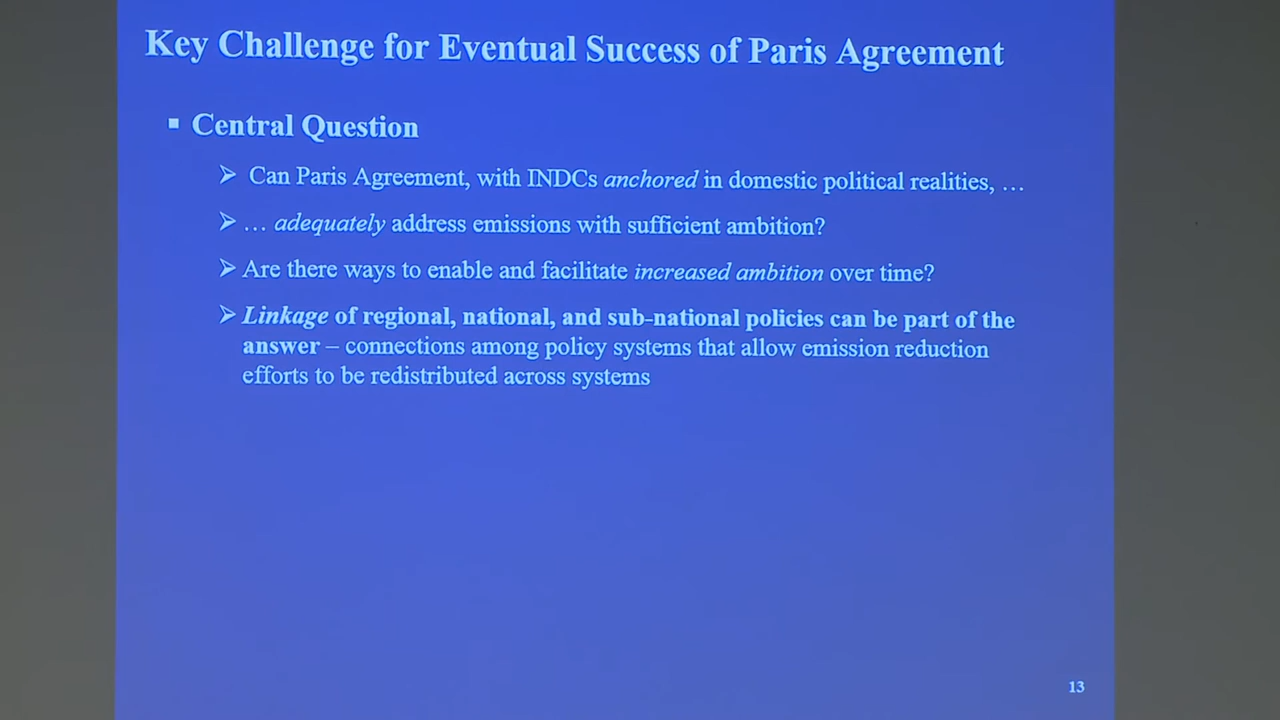 Key Challenge for Eventual Success of Paris Agreement
▪ Central Question
➢ Can Paris Agreement, with INDCs anchored in domestic political realities, …
➢ … adequately address emissions with sufficient ambition?
➢ Are there ways to enable and facilitate increased ambition over time?
➢ Linkage of regional, national, and sub-national policies can be part of the
answer – connections among policy systems that allow emission reduction
efforts to be redistributed across systems
13